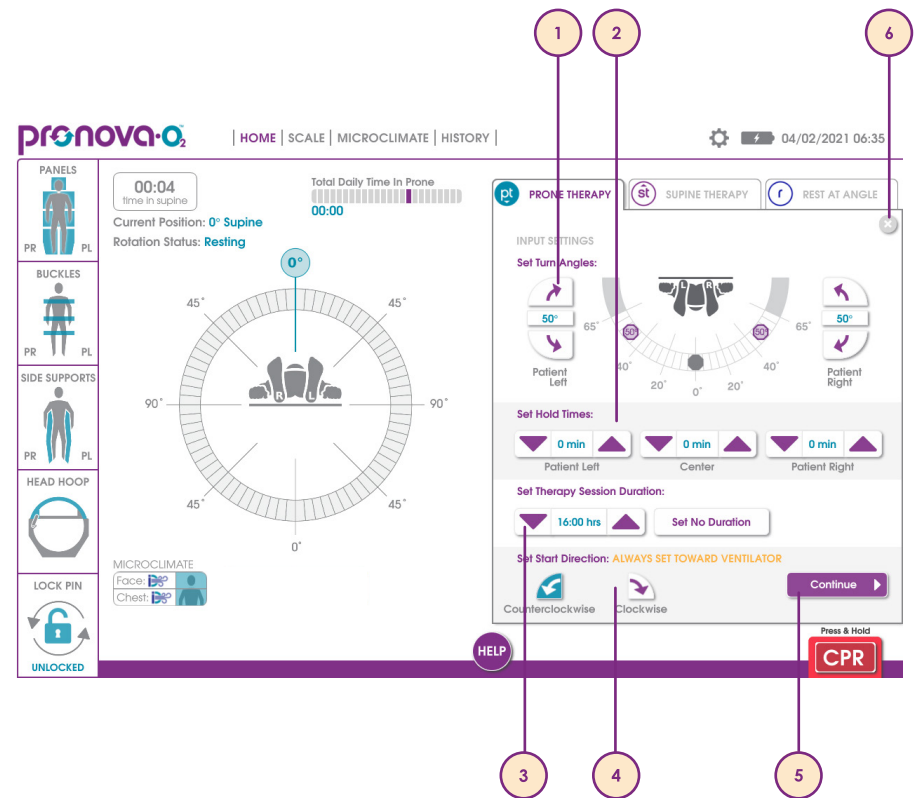 1
2
6
pronova·O2
HOME | SCALE | MICROCLIMATE | HISTORY |
04/02/2021 06:35
PANELS
PR PL
BUCKLES
PR PL
SIDE SUPPORTS
PR PL
HEAD HOOP
LOCK PIN
UNLOCKED
00:04
time in supine
Total Daily Time In Prone
00:00
Current Position: 0° Supine
Rotation Status: Resting
0°
45° 45°
R L
90° 90°
45° 45°
0°
MICROCLIMATE
Face:
Chest:
pt PRONE THERAPY
st SUPINE THERAPY
r REST AT ANGLE
INPUT SETTINGS
Set Turn Angles:
50°
Patient
Left
L R
65° 65°
50° 50°
40° 40°
20° 20°
0°
50°
Patient
Right
Set Hold Times:
0 min 0 min 0 min
Patient Left Center Patient Right
Set Therapy Session Duration:
16:00 hrs Set No Duration
Set Start Direction: ALWAYS SET TOWARD VENTILATOR
Counterclockwise Clockwise
Continue
Press & Hold
CPR
HELP
3
4
5